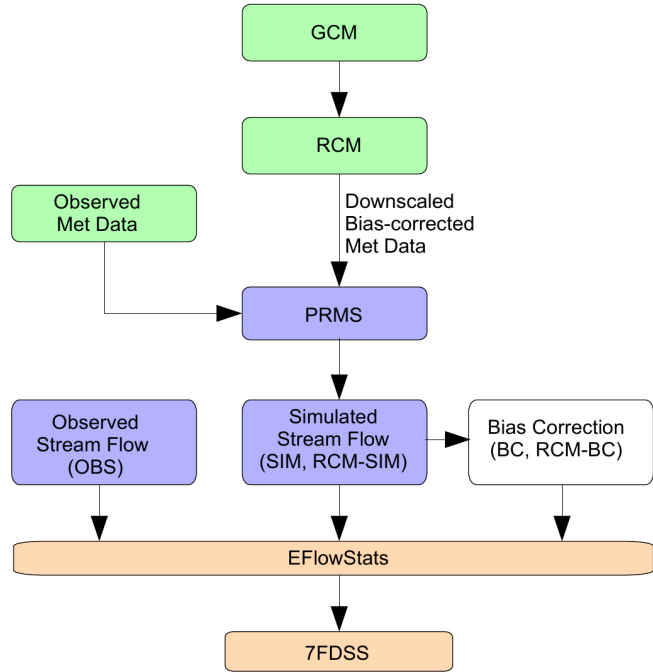 GCM
RCM
Downscaled
Bias-corrected
Met Data
Observed
Met Data
PRMS
Observed
Stream Flow
(OBS)
Simulated
Stream Flow
(SIM, RCM-SIM)
Bias Correction
(BC, RCM-BC)
EFlowStats
7FDSS